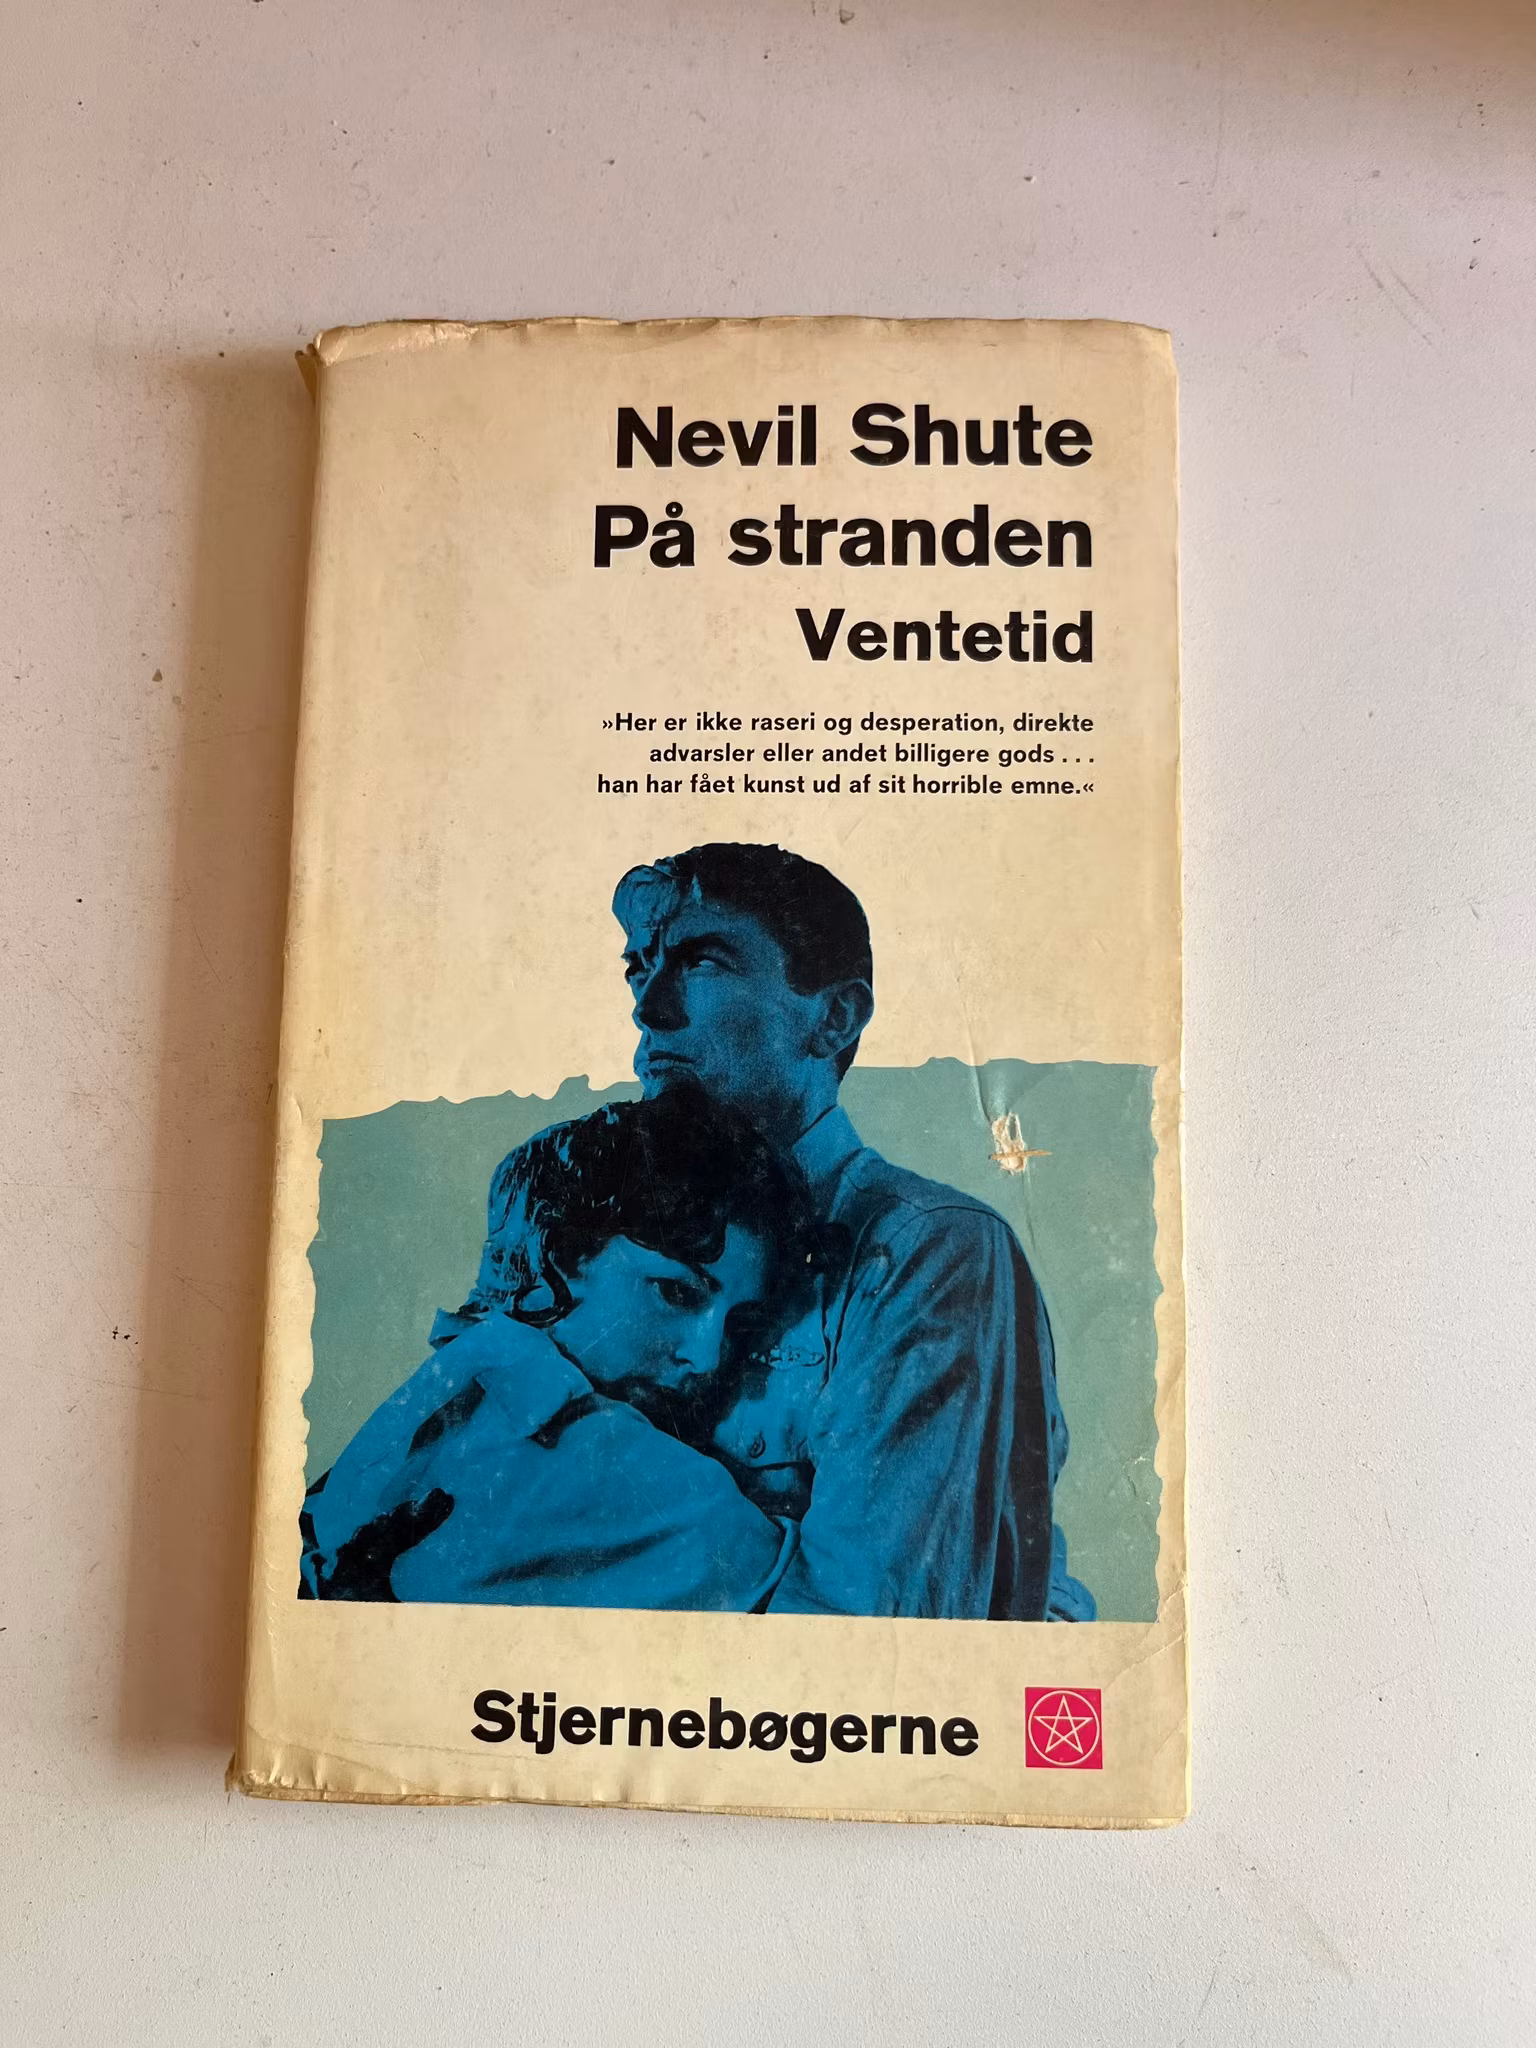 Nevil Shute
På stranden
Ventetid
»Her er ikke raseri og desperation, direkte
advarsler eller andet billigere gods . . .
han har fået kunst ud af sit horrible emne.«
Stjernebøgerne